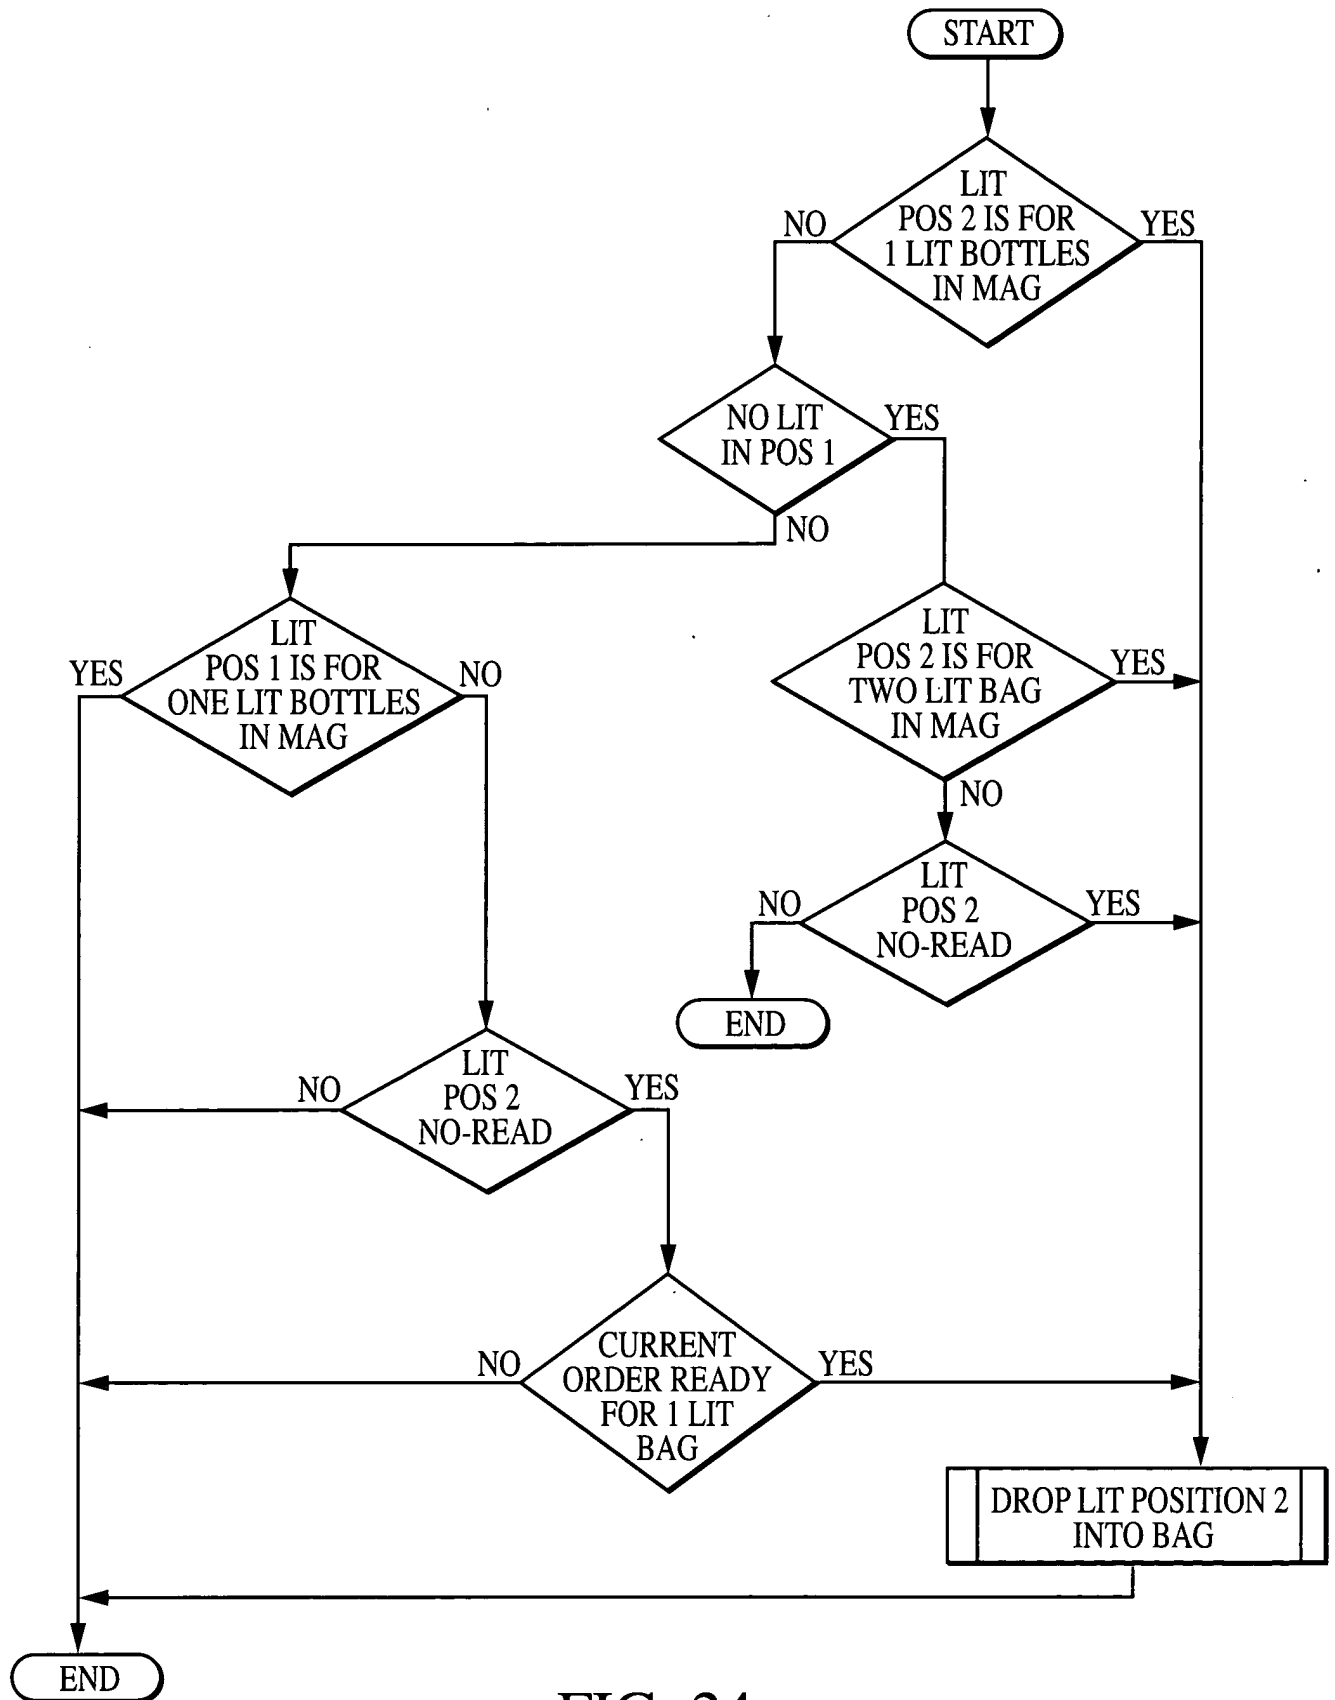 START
LIT
POS 2 IS FOR
1 LIT BOTTLES
IN MAG
NO
YES
NO LIT
IN POS 1
YES
NO
LIT
POS 1 IS FOR
ONE LIT BOTTLES
IN MAG
YES
NO
LIT
POS 2 IS FOR
TWO LIT BAG
IN MAG
YES
NO
LIT
POS 2
NO-READ
NO
YES
END
LIT
POS 2
NO-READ
NO
YES
CURRENT
ORDER READY
FOR 1 LIT
BAG
NO
YES
DROP LIT POSITION 2
INTO BAG
END